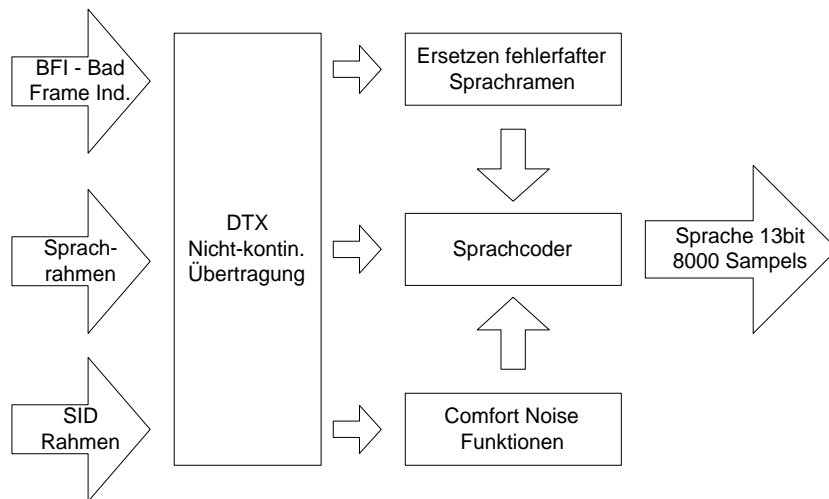 BFI - Bad
Frame Ind.
Ersetzen fehlerfafter
Sprachramen
Sprach-
rahmen
DTX
Nicht-kontin.
Übertragung
Sprachcoder
Sprache 13bit
8000 Sampels
SID
Rahmen
Comfort Noise
Funktionen